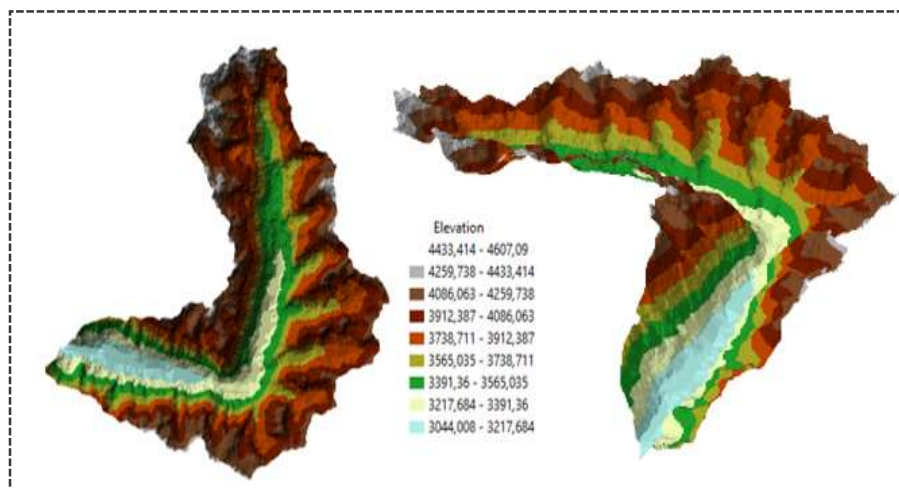 Elevation
4433,414 - 4607,09
4259,738 - 4433,414
4086,063 - 4259,738
3912,387 - 4086,063
3738,711 - 3912,387
3565,035 - 3738,711
3391,36 - 3565,035
3217,684 - 3391,36
3044,008 - 3217,684